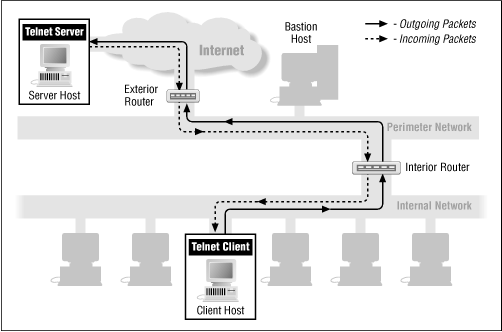 Telnet Server
Server Host
Internet
Bastion
Host
- Outgoing Packets
- Incoming Packets
Exterior
Router
Perimeter Network
Interior Router
Internal Network
Telnet Client
Client Host